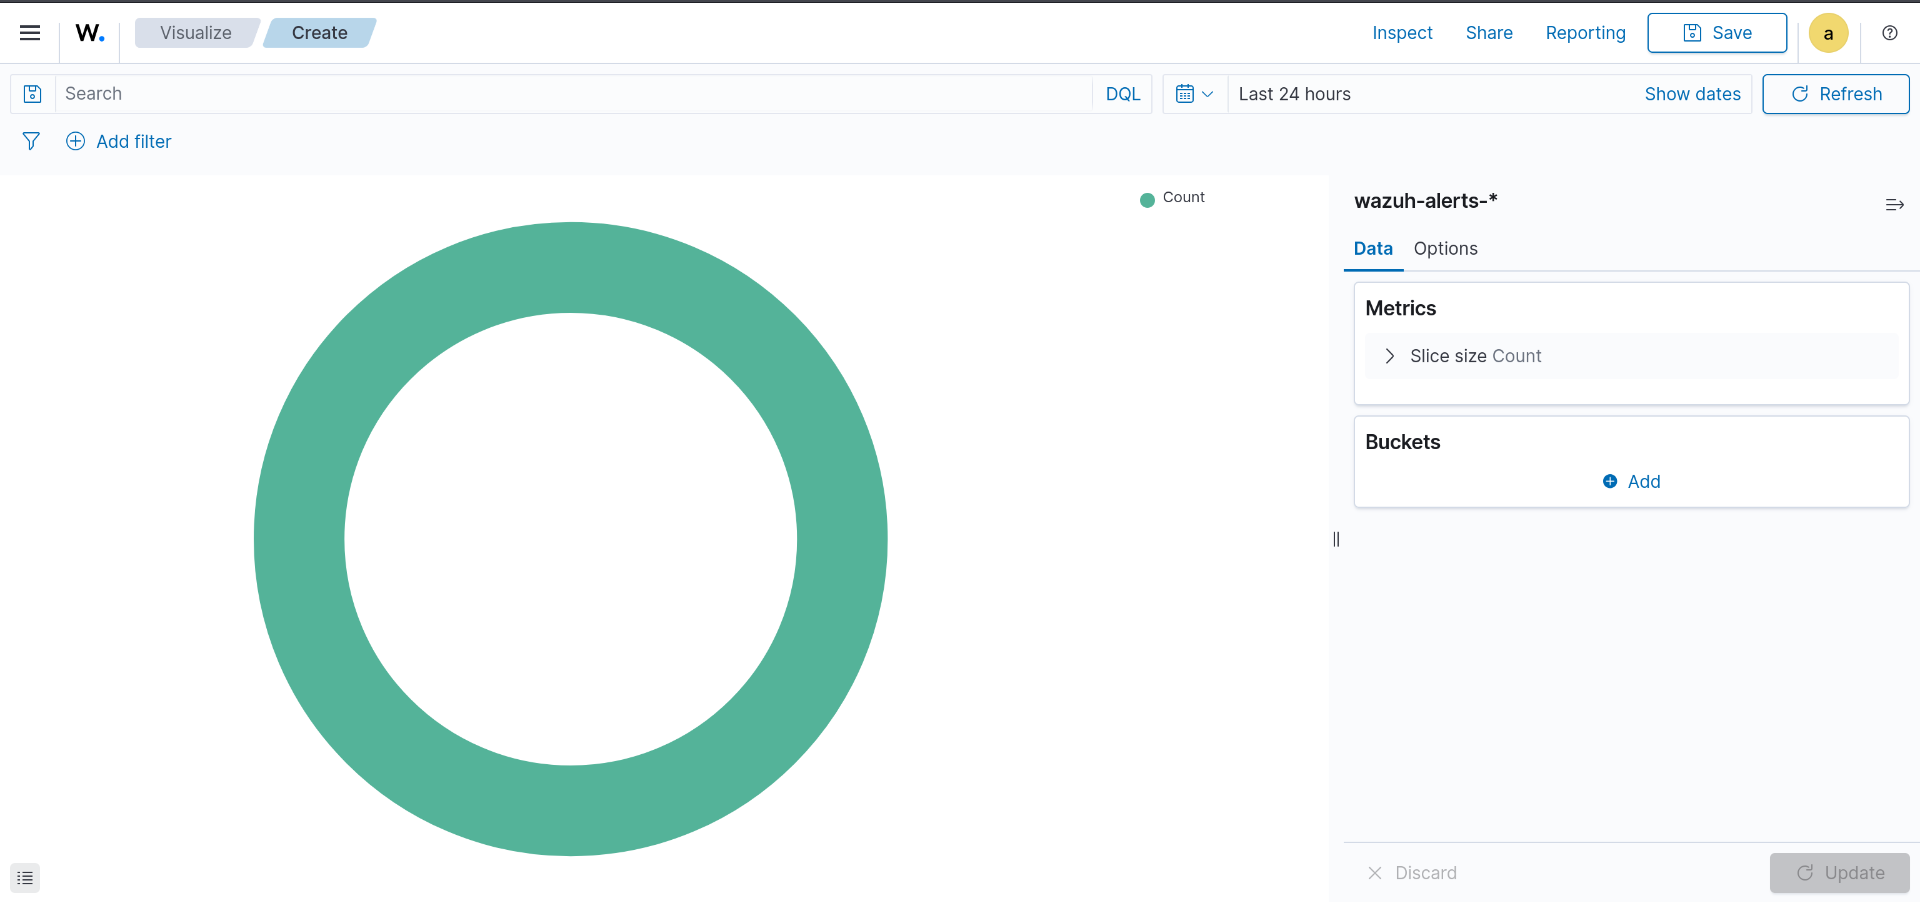 W. Visualize Create Inspect Share Reporting Save a
Search DQL Last 24 hours Show dates Refresh
Add filter
Count
wazuh-alerts-*
Data Options
Metrics
Slice size Count
Buckets
Add
Discard Update